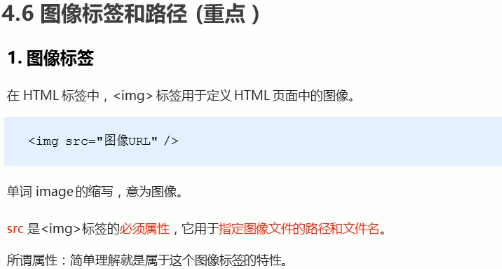 4.6 图像标签和路径 (重点)
1. 图像标签
在 HTML 标签中，<img> 标签用于定义 HTML 页面中的图像。
<img src="图像URL" />
单词 image 的缩写，意为图像。
src 是<img>标签的必须属性，它用于指定图像文件的路径和文件名。
所谓属性：简单理解就是属于这个图像标签的特性。